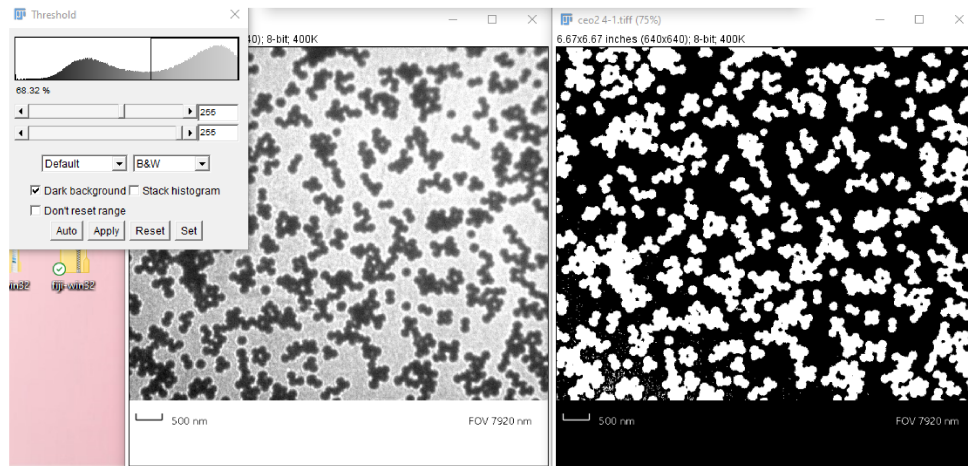 Threshold
68.32 %
255
255
Default
B&W
Dark background
Stack histogram
Don't reset range
Auto
Apply
Reset
Set
fiji-win32
40); 8-bit; 400K
500 nm
FOV 7920 nm
ceo2 4-1.tiff (75%)
6.67x6.67 inches (640x640); 8-bit; 400K
500 nm
FOV 7920 nm